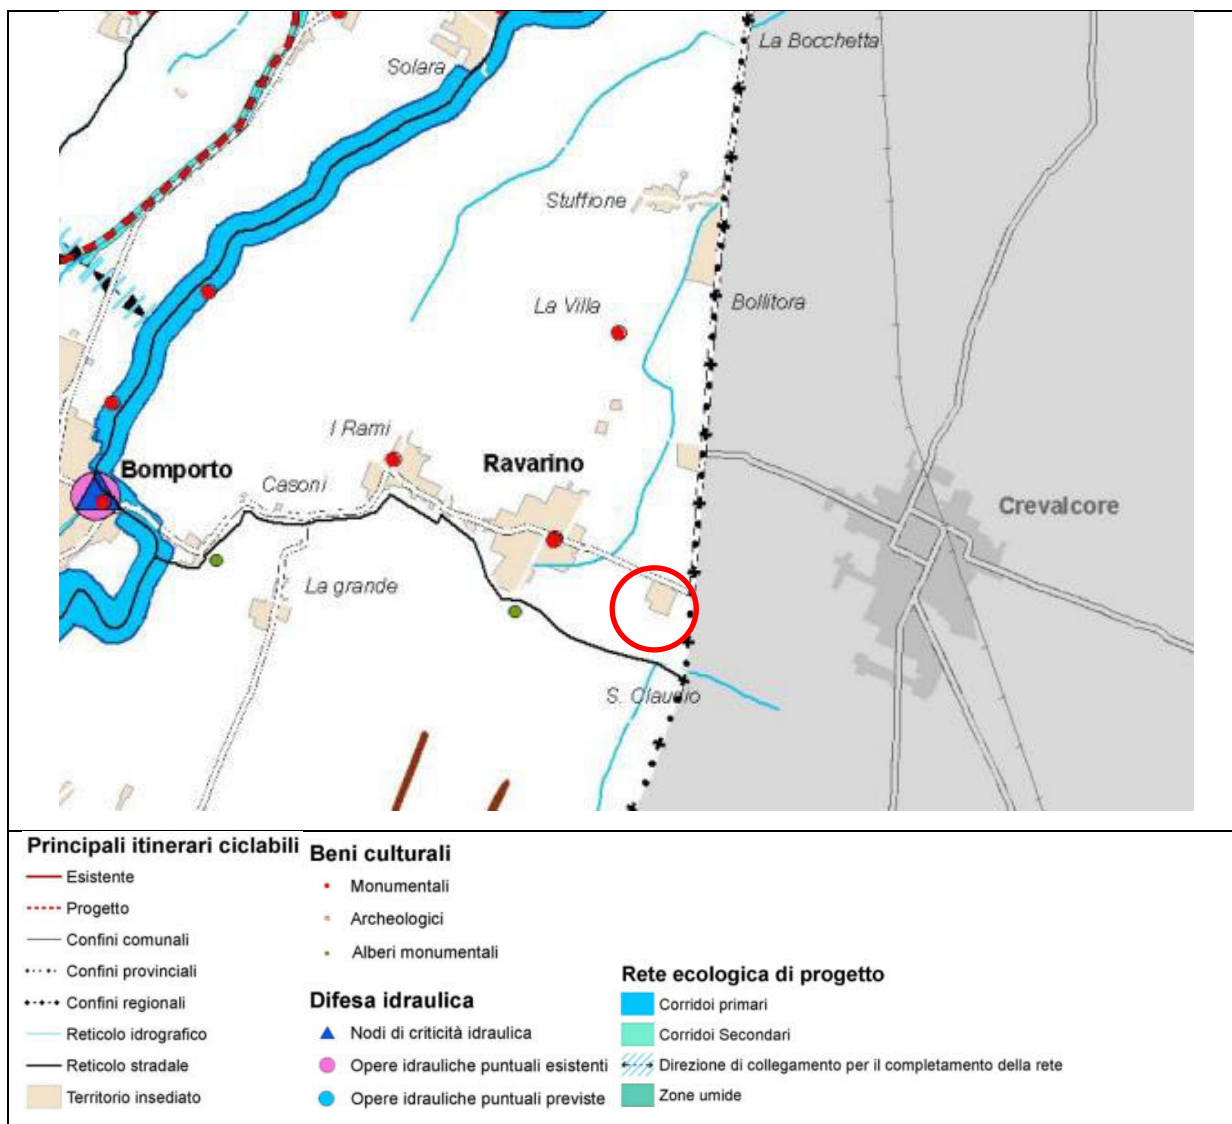 La Bocchetta
Solara
Stuffione
La Villa
Bollitora
I Rami
Ravarino
Bomporto
Casoni
Crevalcore
La grande
S. Claudio
Principali itinerari ciclabili
Esistente
Progetto
Confini comunali
Confini provinciali
Confini regionali
Reticolo idrografico
Reticolo stradale
Territorio insediato
Beni culturali
Monumentali
Archeologici
Alberi monumentali
Difesa idraulica
Nodi di criticità idraulica
Opere idrauliche puntuali esistenti
Opere idrauliche puntuali previste
Rete ecologica di progetto
Corridoi primari
Corridoi Secondari
Direzione di collegamento per il completamento della rete
Zone umide